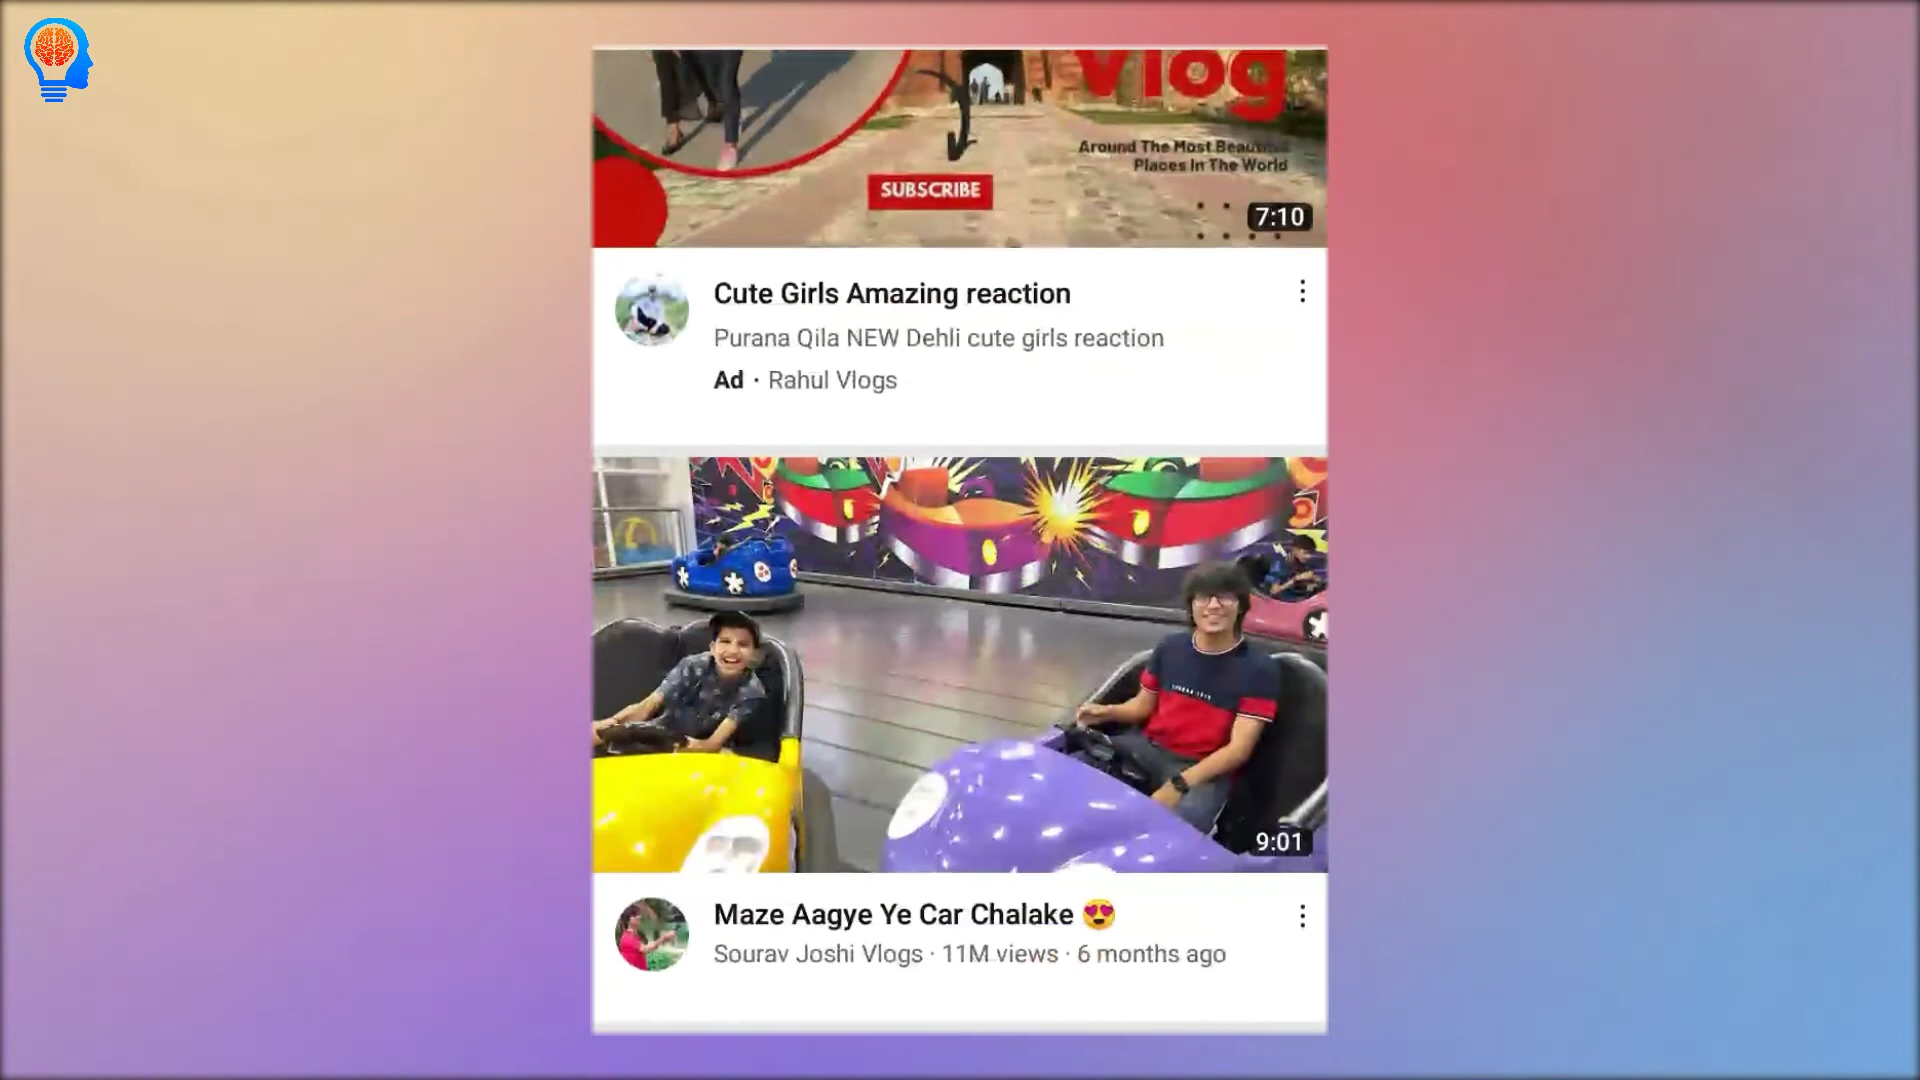 Vlog
Around The Most Beautiful
Places In The World
SUBSCRIBE
7:10
Cute Girls Amazing reaction
Purana Qila NEW Dehli cute girls reaction
Ad · Rahul Vlogs
9:01
Maze Aagye Ye Car Chalake 😍
Sourav Joshi Vlogs · 11M views · 6 months ago